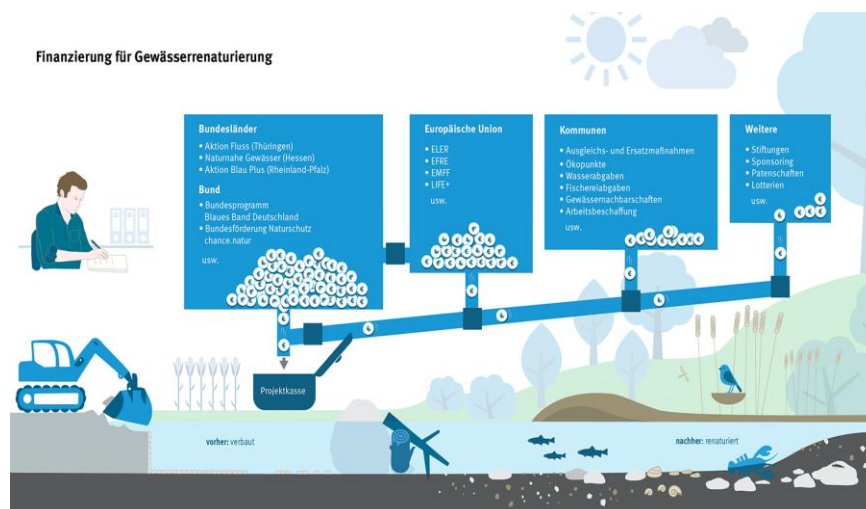 Finanzierung für Gewässerrenaturierung
Bundesländer
• Aktion Fluss (Thüringen)
• Naturnahe Gewässer (Hessen)
• Aktion Blau Plus (Rheinland-Pfalz)
Bund
• Bundesprogramm
Blaues Band Deutschland
• Bundesförderung Naturschutz
chance.natur
usw.
Europäische Union
• ELER
• EFRE
• EMFF
• LIFE+
usw.
Kommunen
• Ausgleichs- und Ersatzmaßnahmen
• Ökopunkte
• Wasserabgaben
• Fischereiabgaben
• Gewässernachbarschaften
• Arbeitsbeschaffung
usw.
Weitere
• Stiftungen
• Sponsoring
• Patenschaften
• Lotterien
usw.
Projektkasse
vorher: verbaut
nachher: renaturiert